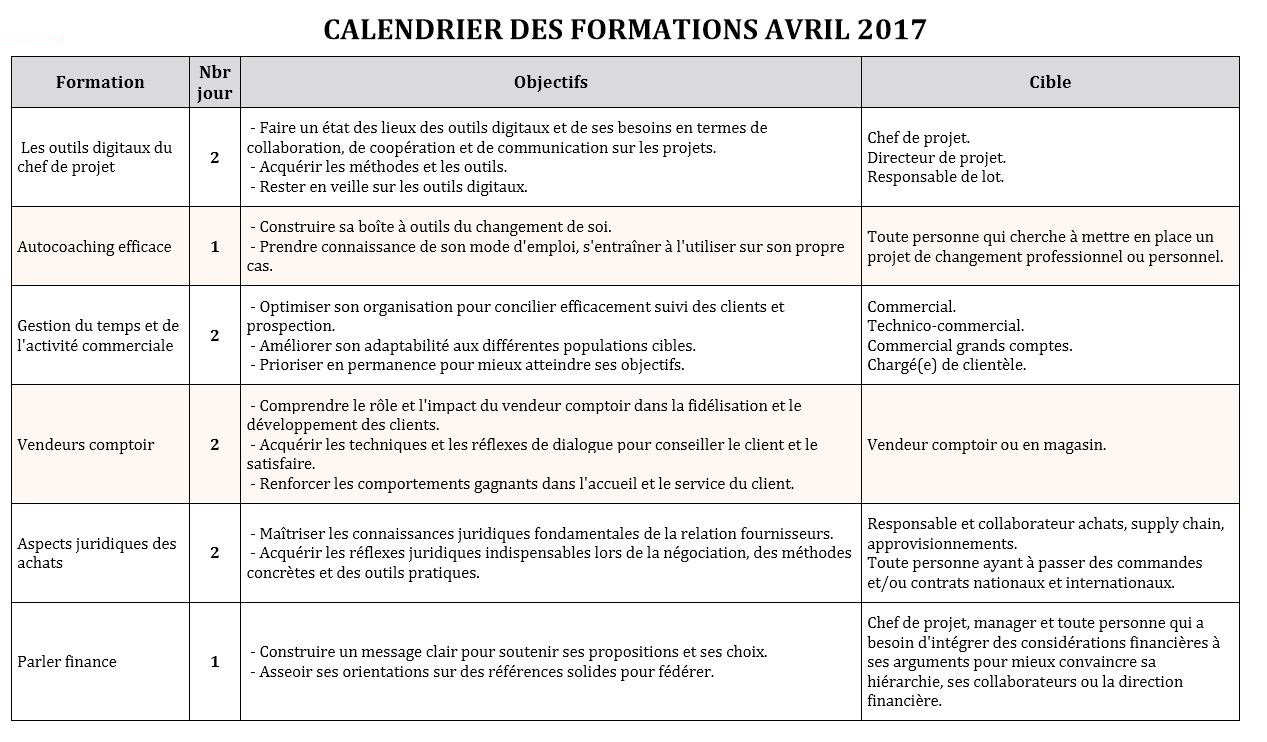 CALENDRIER DES FORMATIONS AVRIL 2017
Formation
Nbr
jour
Objectifs
Cible
Les outils digitaux du
chef de projet
2
- Faire un état des lieux des outils digitaux et de ses besoins en termes de
collaboration, de coopération et de communication sur les projets.
- Acquérir les méthodes et les outils.
- Rester en veille sur les outils digitaux.
Chef de projet.
Directeur de projet.
Responsable de lot.
Autocoaching efficace
1
- Construire sa boîte à outils du changement de soi.
- Prendre connaissance de son mode d'emploi, s'entraîner à l'utiliser sur son propre
cas.
Toute personne qui cherche à mettre en place un
projet de changement professionnel ou personnel.
Gestion du temps et de
l'activité commerciale
2
- Optimiser son organisation pour concilier efficacement suivi des clients et
prospection.
- Améliorer son adaptabilité aux différentes populations cibles.
- Prioriser en permanence pour mieux atteindre ses objectifs.
Commercial.
Technico-commercial.
Commercial grands comptes.
Chargé(e) de clientèle.
Vendeurs comptoir
2
- Comprendre le rôle et l'impact du vendeur comptoir dans la fidélisation et le
développement des clients.
- Acquérir les techniques et les réflexes de dialogue pour conseiller le client et le
satisfaire.
- Renforcer les comportements gagnants dans l'accueil et le service du client.
Vendeur comptoir ou en magasin.
Aspects juridiques des
achats
2
- Maîtriser les connaissances juridiques fondamentales de la relation fournisseurs.
- Acquérir les réflexes juridiques indispensables lors de la négociation, des méthodes
concrètes et des outils pratiques.
Responsable et collaborateur achats, supply chain,
approvisionnements.
Toute personne ayant à passer des commandes
et/ou contrats nationaux et internationaux.
Parler finance
1
- Construire un message clair pour soutenir ses propositions et ses choix.
- Asseoir ses orientations sur des références solides pour fédérer.
Chef de projet, manager et toute personne qui a
besoin d'intégrer des considérations financières à
ses arguments pour mieux convaincre sa
hiérarchie, ses collaborateurs ou la direction
financière.